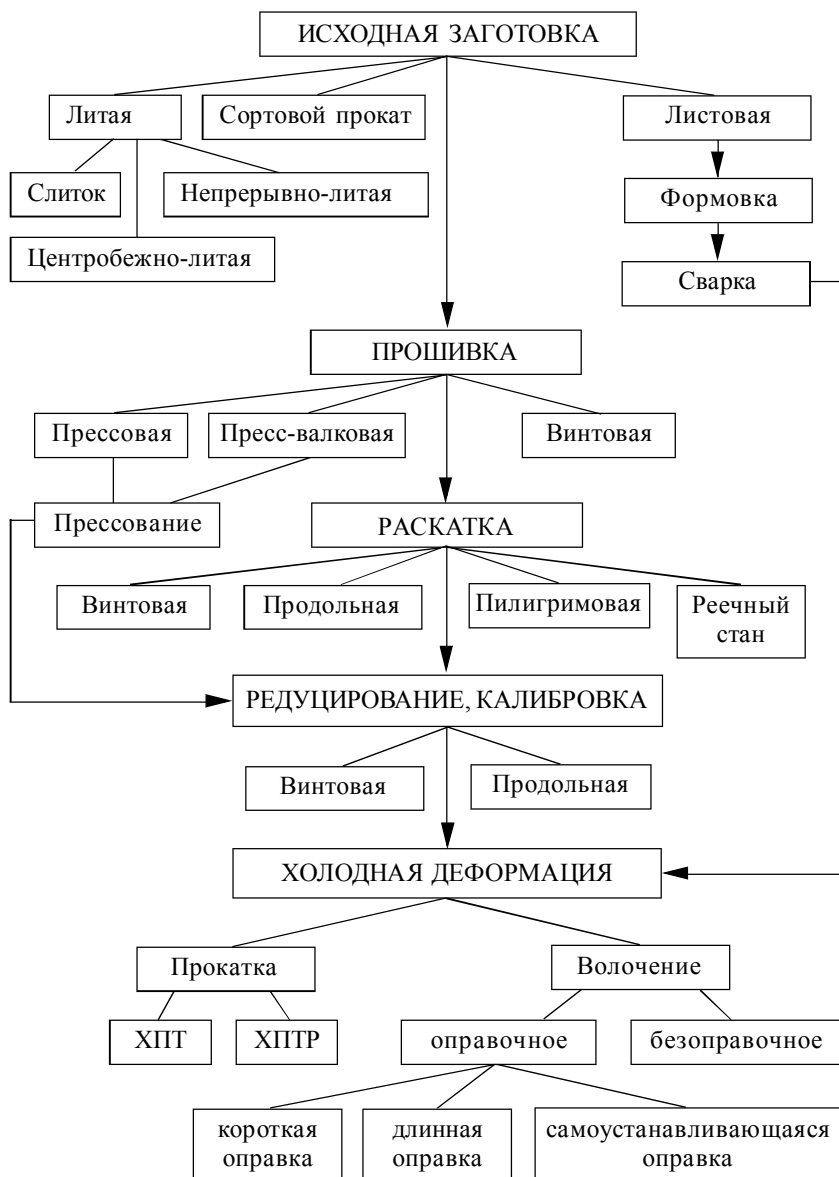 ИСХОДНАЯ ЗАГОТОВКА
Литая
Сортовой прокат
Листовая
Слиток
Непрерывно-литая
Формовка
Центробежно-литая
Сварка
ПРОШИВКА
Прессовая
Пресс-валковая
Винтовая
Прессование
РАСКАТКА
Винтовая
Продольная
Пилигримовая
Реечный
стан
РЕДУЦИРОВАНИЕ, КАЛИБРОВКА
Винтовая
Продольная
ХОЛОДНАЯ ДЕФОРМАЦИЯ
Прокатка
Волочение
ХПТ
ХПТР
оправочное
безоправочное
короткая
оправка
длинная
оправка
самоустанавливающаяся
оправка